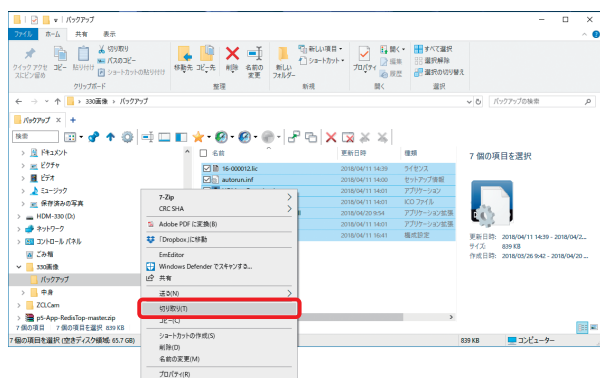 バックアップ
ファイル ホーム 共有 表示
クイック アクセスにピン留め
コピー
貼り付け
切り取り
パスのコピー
ショートカットの貼り付け
クリップボード
移動先
コピー先
削除
名前の変更
整理
新しいフォルダー
新しい項目
ショートカット
新規
プロパティ
開く
編集
履歴
開く
すべて選択
選択解除
選択の切り替え
選択
330画像 › バックアップ
バックアップの検索
バックアップ
検索
ドキュメント
ピクチャ
ビデオ
ミュージック
保存済みの写真
HDM-330 (D:)
ネットワーク
コントロール パネル
ごみ箱
330画像
バックアップ
中身
ZCLCam
p5-App-RedisTop-master.zip
名前 更新日時 種類
16-000012.lic 2018/04/11 14:39 ライセンス
autorun.inf 2018/04/11 14:00 セットアップ情報
2018/04/11 14:01 アプリケーション
2018/04/11 14:01 ICO ファイル
2018/04/20 9:54 アプリケーション拡張
2018/04/11 14:01 アプリケーション拡張
2018/04/11 16:41 構成設定
7 個の項目を選択
更新日時: 2018/04/11 14:39 - 2018/04/2...
サイズ: 839 KB
作成日時: 2018/05/26 9:42 - 2018/04/20 ...
7-Zip
CRC SHA
Adobe PDF に変換(B)
「Dropbox」に移動
EmEditor
Windows Defender でスキャンする...
共有
送る(N)
切り取り(T)
コピー(C)
ショートカットの作成(S)
削除(D)
名前の変更(M)
プロパティ(R)
7 個の項目 7 個の項目を選択 839 KB
7 個の項目を選択 (空きディスク領域: 65.7 GB) 839 KB コンピューター